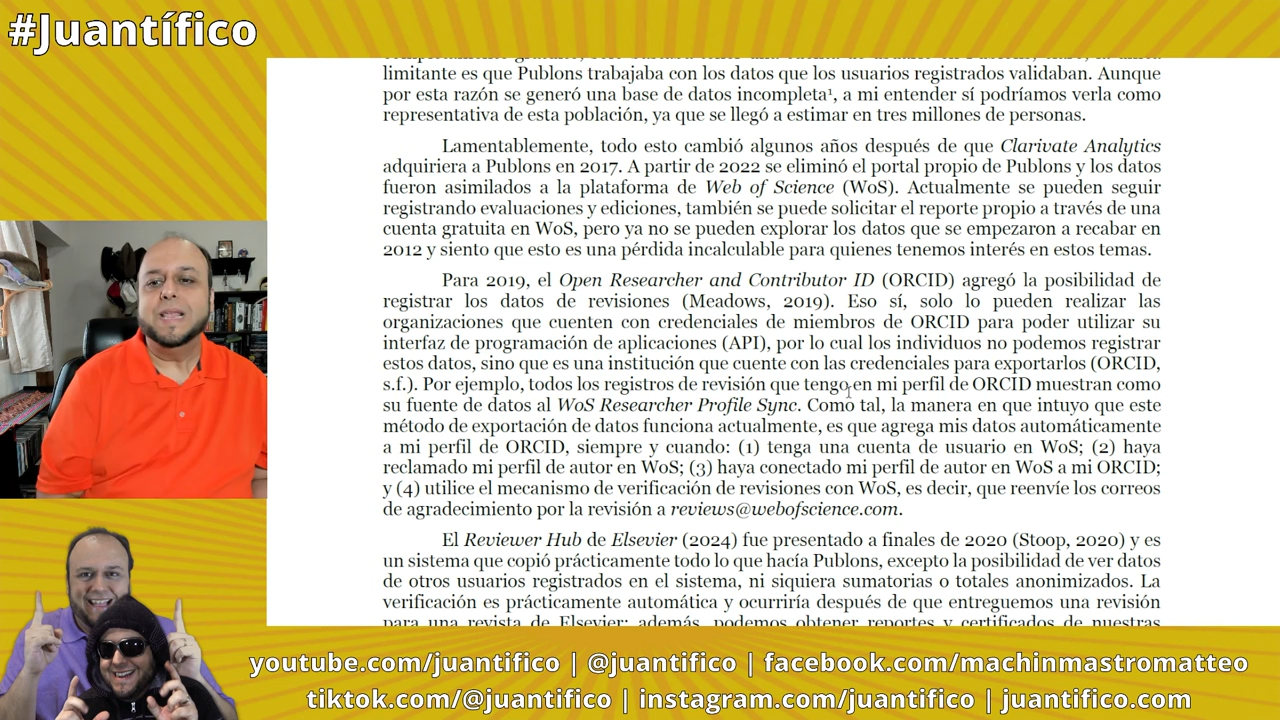 #Juantífico
limitante es que Publons trabajaba con los datos que los usuarios registrados validaban. Aunque
por esta razón se generó una base de datos incompleta¹, a mi entender sí podríamos verla como
representativa de esta población, ya que se llegó a estimar en tres millones de personas.
Lamentablemente, todo esto cambió algunos años después de que Clarivate Analytics
adquiriera a Publons en 2017. A partir de 2022 se eliminó el portal propio de Publons y los datos
fueron asimilados a la plataforma de Web of Science (WoS). Actualmente se pueden seguir
registrando evaluaciones y ediciones, también se puede solicitar el reporte propio a través de una
cuenta gratuita en WoS, pero ya no se pueden explorar los datos que se empezaron a recabar en
2012 y siento que esto es una pérdida incalculable para quienes tenemos interés en estos temas.
Para 2019, el Open Researcher and Contributor ID (ORCID) agregó la posibilidad de
registrar los datos de revisiones (Meadows, 2019). Eso sí, solo lo pueden realizar las
organizaciones que cuenten con credenciales de miembros de ORCID para poder utilizar su
interfaz de programación de aplicaciones (API), por lo cual los individuos no podemos registrar
estos datos, sino que es una institución que cuente con las credenciales para exportarlos (ORCID,
s.f.). Por ejemplo, todos los registros de revisión que tengo en mi perfil de ORCID muestran como
su fuente de datos al WoS Researcher Profile Sync. Como tal, la manera en que intuyo que este
método de exportación de datos funciona actualmente, es que agrega mis datos automáticamente
a mi perfil de ORCID, siempre y cuando: (1) tenga una cuenta de usuario en WoS; (2) haya
reclamado mi perfil de autor en WoS; (3) haya conectado mi perfil de autor en WoS a mi ORCID;
y (4) utilice el mecanismo de verificación de revisiones con WoS, es decir, que reenvíe los correos
de agradecimiento por la revisión a reviews@webofscience.com.
El Reviewer Hub de Elsevier (2024) fue presentado a finales de 2020 (Stoop, 2020) y es
un sistema que copió prácticamente todo lo que hacía Publons, excepto la posibilidad de ver datos
de otros usuarios registrados en el sistema, ni siquiera sumatorias o totales anonimizados. La
verificación es prácticamente automática y ocurriría después de que entreguemos una revisión
para una revista de Elsevier; además, podemos obtener reportes y certificados de nuestras
youtube.com/juantifico | @juantifico | facebook.com/machinmastromatteo
tiktok.com/@juantifico | instagram.com/juantifico | juantifico.com